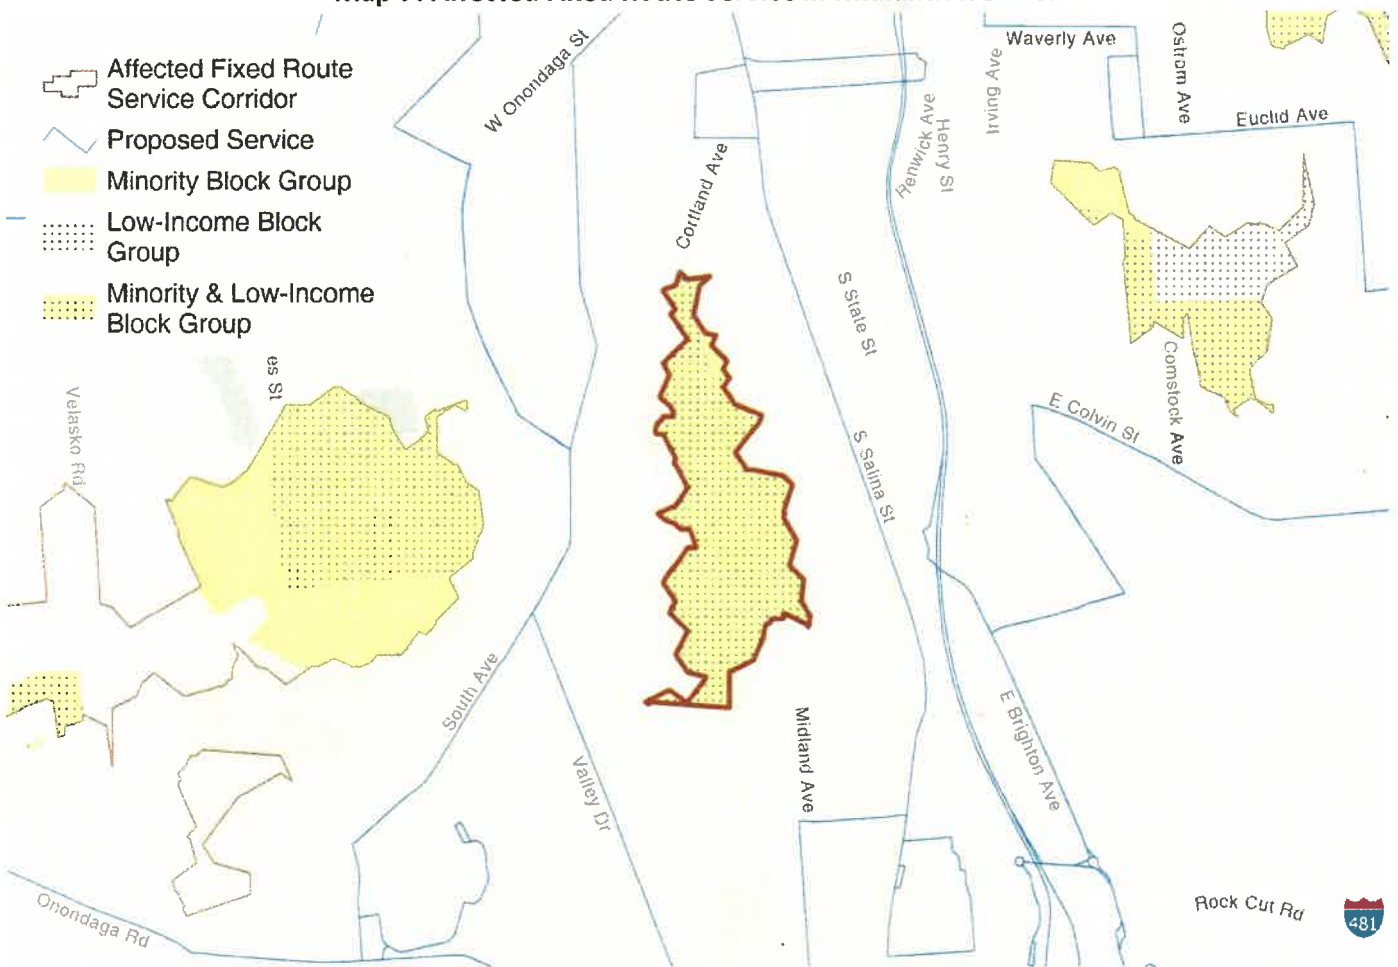 Affected Fixed Route
Service Corridor
Proposed Service
Minority Block Group
Low-Income Block
Group
Minority & Low-Income
Block Group
W Onondaga St
Cortland Ave
Renwick Ave
Henry St
Irving Ave
Waverly Ave
Ostrom Ave
Euclid Ave
S State St
S Salina St
Comstock Ave
E Colvin St
es St
Velasko Rd
South Ave
Valley Dr
Midland Ave
E Brighton Ave
Onondaga Rd
Rock Cut Rd
481